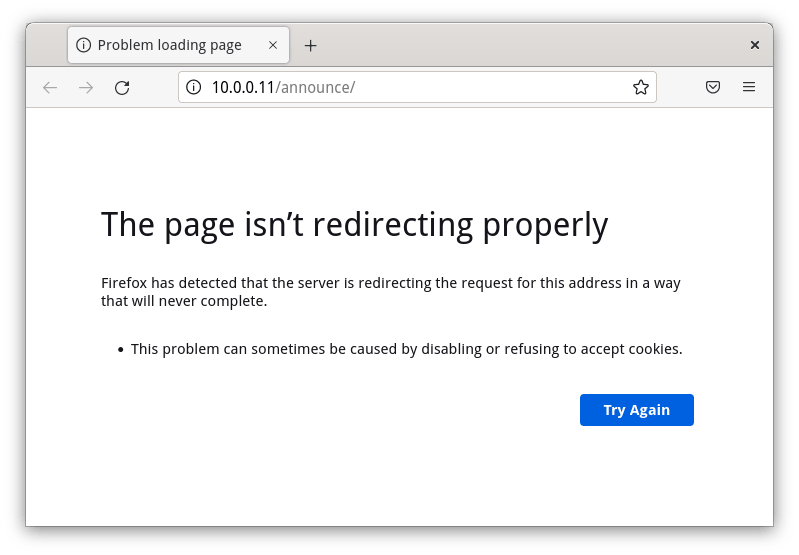 Problem loading page
10.0.0.11/announce/
The page isn’t redirecting properly
Firefox has detected that the server is redirecting the request for this address in a way
that will never complete.
• This problem can sometimes be caused by disabling or refusing to accept cookies.
Try Again